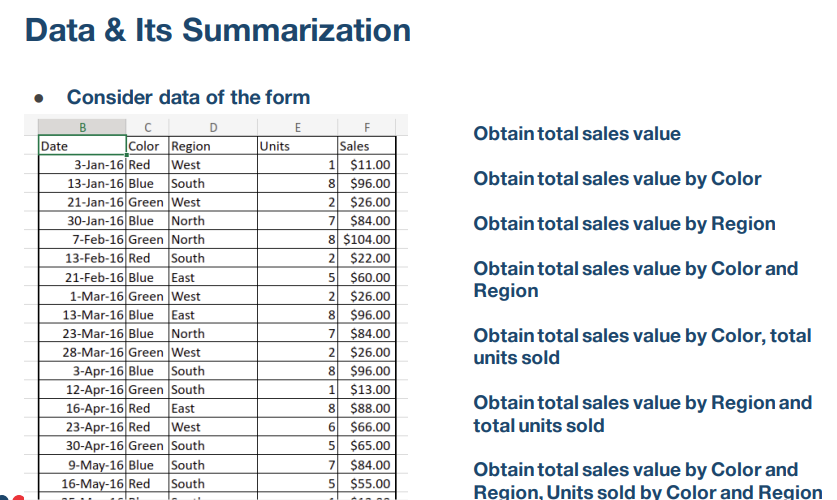 Data & Its Summarization
● Consider data of the form
B C D E F
Date Color Region Units Sales
3-Jan-16 Red West 1 $11.00
13-Jan-16 Blue South 8 $96.00
21-Jan-16 Green West 2 $26.00
30-Jan-16 Blue North 7 $84.00
7-Feb-16 Green North 8 $104.00
13-Feb-16 Red South 2 $22.00
21-Feb-16 Blue East 5 $60.00
1-Mar-16 Green West 2 $26.00
13-Mar-16 Blue East 8 $96.00
23-Mar-16 Blue North 7 $84.00
28-Mar-16 Green West 2 $26.00
3-Apr-16 Blue South 8 $96.00
12-Apr-16 Green South 1 $13.00
16-Apr-16 Red East 8 $88.00
23-Apr-16 Red West 6 $66.00
30-Apr-16 Green South 5 $65.00
9-May-16 Blue South 7 $84.00
16-May-16 Red South 5 $55.00
Obtain total sales value
Obtain total sales value by Color
Obtain total sales value by Region
Obtain total sales value by Color and
Region
Obtain total sales value by Color, total
units sold
Obtain total sales value by Region and
total units sold
Obtain total sales value by Color and
Region, Units sold by Color and Region